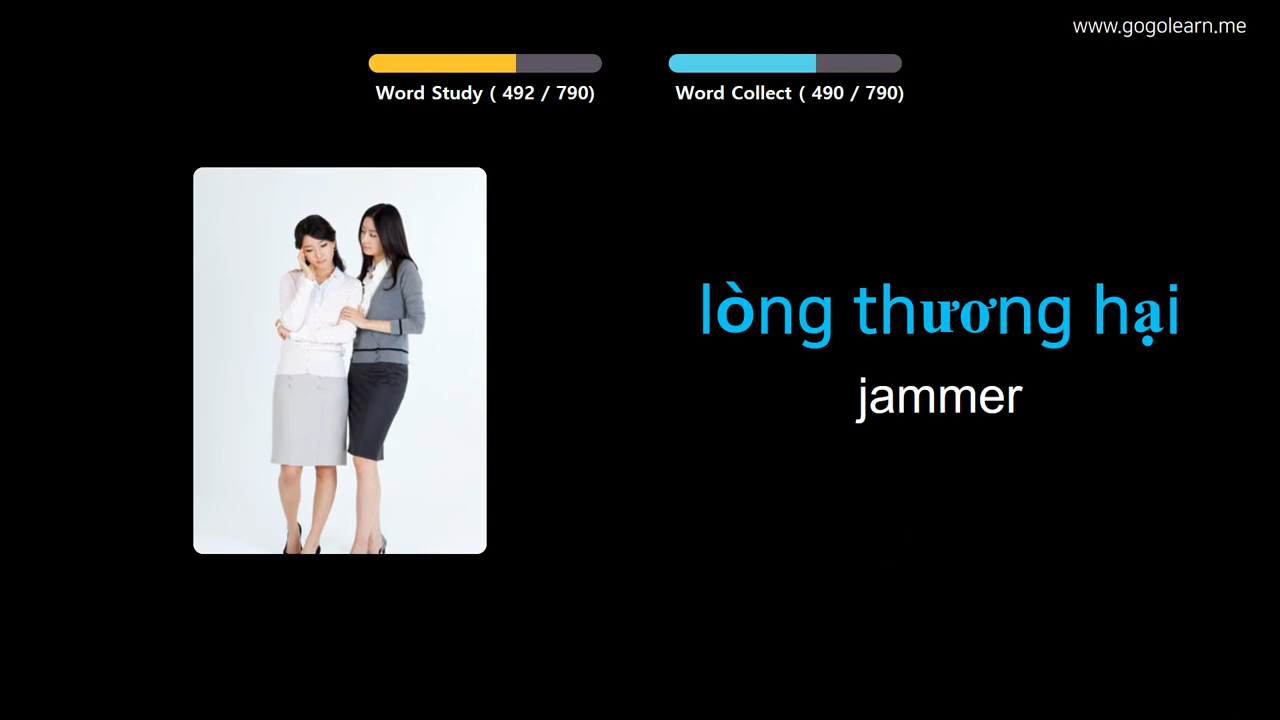 www.gogolearn.me
Word Study ( 492 / 790)
Word Collect ( 490 / 790)
lòng thương hại
jammer